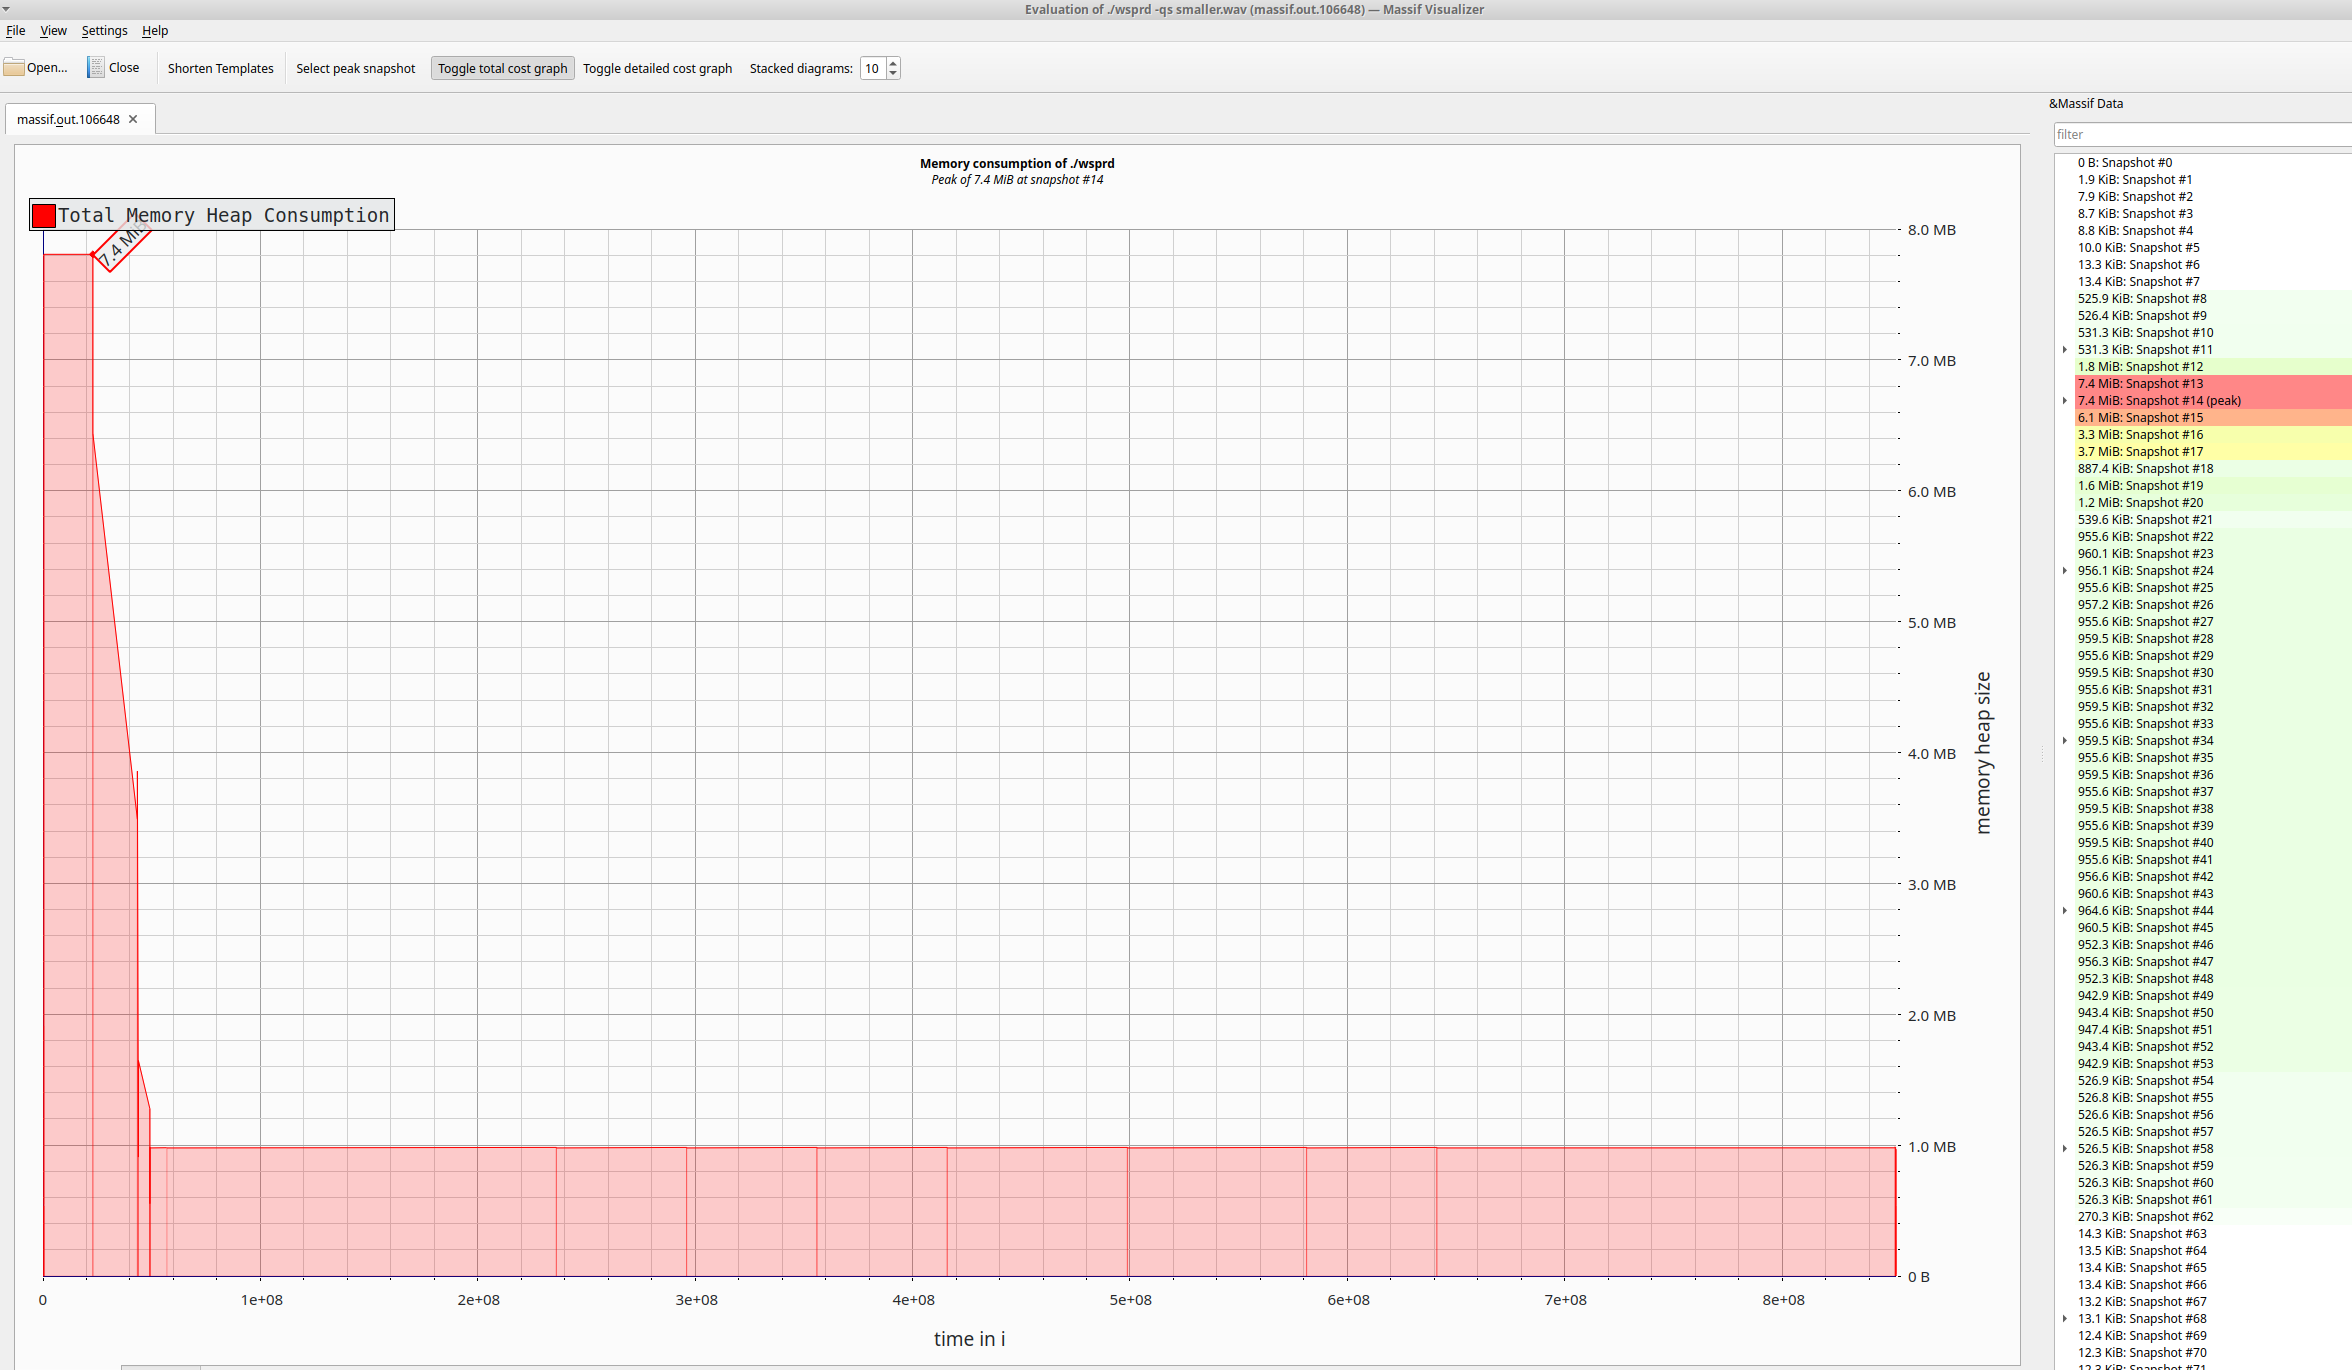 Evaluation of ./wsprd -qs smaller.wav (massif.out.106648) — Massif Visualizer
File View Settings Help
Open... Close Shorten Templates Select peak snapshot Toggle total cost graph Toggle detailed cost graph Stacked diagrams: 10
massif.out.106648
Memory consumption of ./wsprd
Peak of 7.4 MiB at snapshot #14
Total Memory Heap Consumption
7.4 MiB
8.0 MB
7.0 MB
6.0 MB
5.0 MB
4.0 MB
3.0 MB
2.0 MB
1.0 MB
0 B
memory heap size
0 1e+08 2e+08 3e+08 4e+08 5e+08 6e+08 7e+08 8e+08
time in i
&Massif Data
filter
0 B: Snapshot #0
1.9 KiB: Snapshot #1
7.9 KiB: Snapshot #2
8.7 KiB: Snapshot #3
8.8 KiB: Snapshot #4
10.0 KiB: Snapshot #5
13.3 KiB: Snapshot #6
13.4 KiB: Snapshot #7
525.9 KiB: Snapshot #8
526.4 KiB: Snapshot #9
531.3 KiB: Snapshot #10
531.3 KiB: Snapshot #11
1.8 MiB: Snapshot #12
7.4 MiB: Snapshot #13
7.4 MiB: Snapshot #14 (peak)
6.1 MiB: Snapshot #15
3.3 MiB: Snapshot #16
3.7 MiB: Snapshot #17
887.4 KiB: Snapshot #18
1.6 MiB: Snapshot #19
1.2 MiB: Snapshot #20
539.6 KiB: Snapshot #21
955.6 KiB: Snapshot #22
960.1 KiB: Snapshot #23
956.1 KiB: Snapshot #24
955.6 KiB: Snapshot #25
957.2 KiB: Snapshot #26
955.6 KiB: Snapshot #27
959.5 KiB: Snapshot #28
955.6 KiB: Snapshot #29
959.5 KiB: Snapshot #30
955.6 KiB: Snapshot #31
959.5 KiB: Snapshot #32
955.6 KiB: Snapshot #33
959.5 KiB: Snapshot #34
955.6 KiB: Snapshot #35
959.5 KiB: Snapshot #36
955.6 KiB: Snapshot #37
959.5 KiB: Snapshot #38
955.6 KiB: Snapshot #39
959.5 KiB: Snapshot #40
955.6 KiB: Snapshot #41
956.6 KiB: Snapshot #42
960.6 KiB: Snapshot #43
964.6 KiB: Snapshot #44
960.5 KiB: Snapshot #45
952.3 KiB: Snapshot #46
956.3 KiB: Snapshot #47
952.3 KiB: Snapshot #48
942.9 KiB: Snapshot #49
943.4 KiB: Snapshot #50
947.4 KiB: Snapshot #51
943.4 KiB: Snapshot #52
942.9 KiB: Snapshot #53
526.9 KiB: Snapshot #54
526.8 KiB: Snapshot #55
526.6 KiB: Snapshot #56
526.5 KiB: Snapshot #57
526.5 KiB: Snapshot #58
526.3 KiB: Snapshot #59
526.3 KiB: Snapshot #60
526.3 KiB: Snapshot #61
270.3 KiB: Snapshot #62
14.3 KiB: Snapshot #63
13.5 KiB: Snapshot #64
13.4 KiB: Snapshot #65
13.4 KiB: Snapshot #66
13.2 KiB: Snapshot #67
13.1 KiB: Snapshot #68
12.4 KiB: Snapshot #69
12.3 KiB: Snapshot #70
12.3 KiB: Snapshot #71